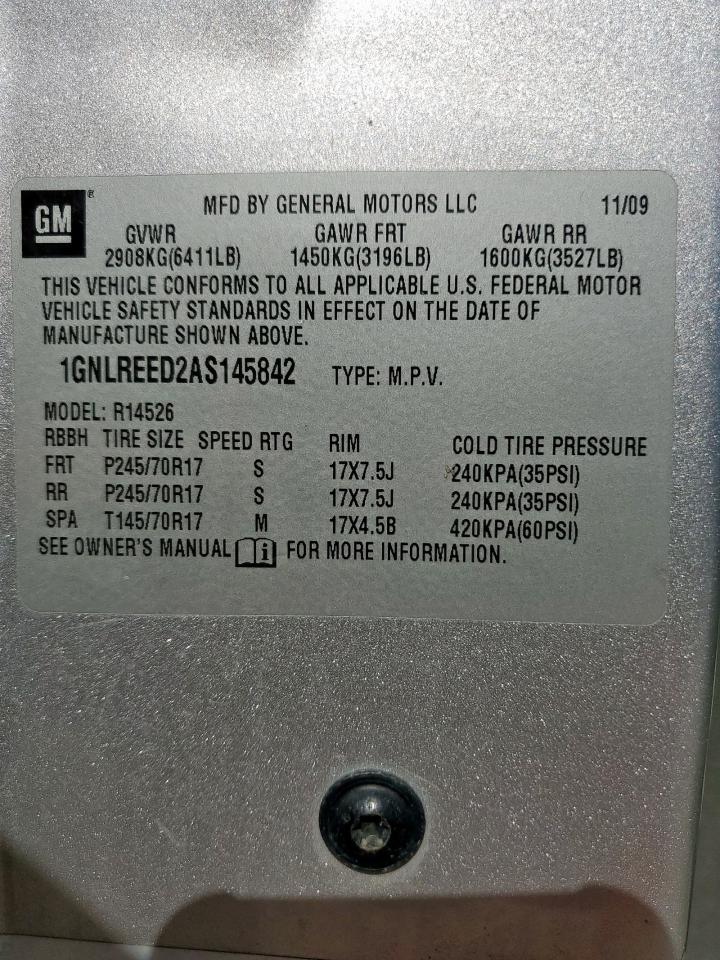 GM® MFD BY GENERAL MOTORS LLC 11/09
GVWR GAWR FRT GAWR RR
2908KG(6411LB) 1450KG(3196LB) 1600KG(3527LB)
THIS VEHICLE CONFORMS TO ALL APPLICABLE U.S. FEDERAL MOTOR
VEHICLE SAFETY STANDARDS IN EFFECT ON THE DATE OF
MANUFACTURE SHOWN ABOVE.
1GNLREED2AS145842 TYPE: M.P.V.
MODEL: R14526
RBBH TIRE SIZE SPEED RTG RIM COLD TIRE PRESSURE
FRT P245/70R17 S 17X7.5J 240KPA(35PSI)
RR P245/70R17 S 17X7.5J 240KPA(35PSI)
SPA T145/70R17 M 17X4.5B 420KPA(60PSI)
SEE OWNER'S MANUAL i FOR MORE INFORMATION.